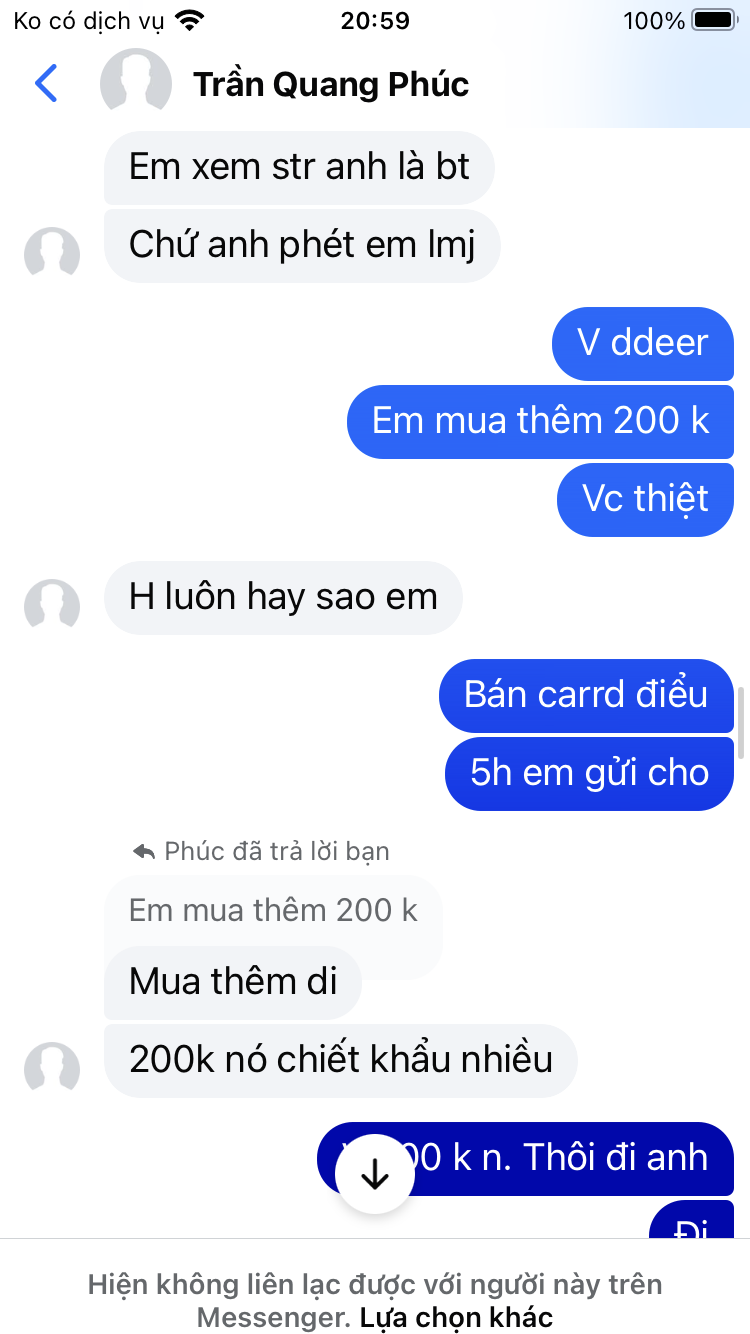 Ko có dịch vụ 20:59 100%
Trần Quang Phúc
Em xem str anh là bt
Chứ anh phét em lmj
V ddeer
Em mua thêm 200 k
Vc thiệt
H luôn hay sao em
Bán carrd điểu
5h em gửi cho
Phúc đã trả lời bạn
Em mua thêm 200 k
Mua thêm di
200k nó chiết khẩu nhiều
k n. Thôi đi anh
Đi
Hiện không liên lạc được với người này trên
Messenger. Lựa chọn khác